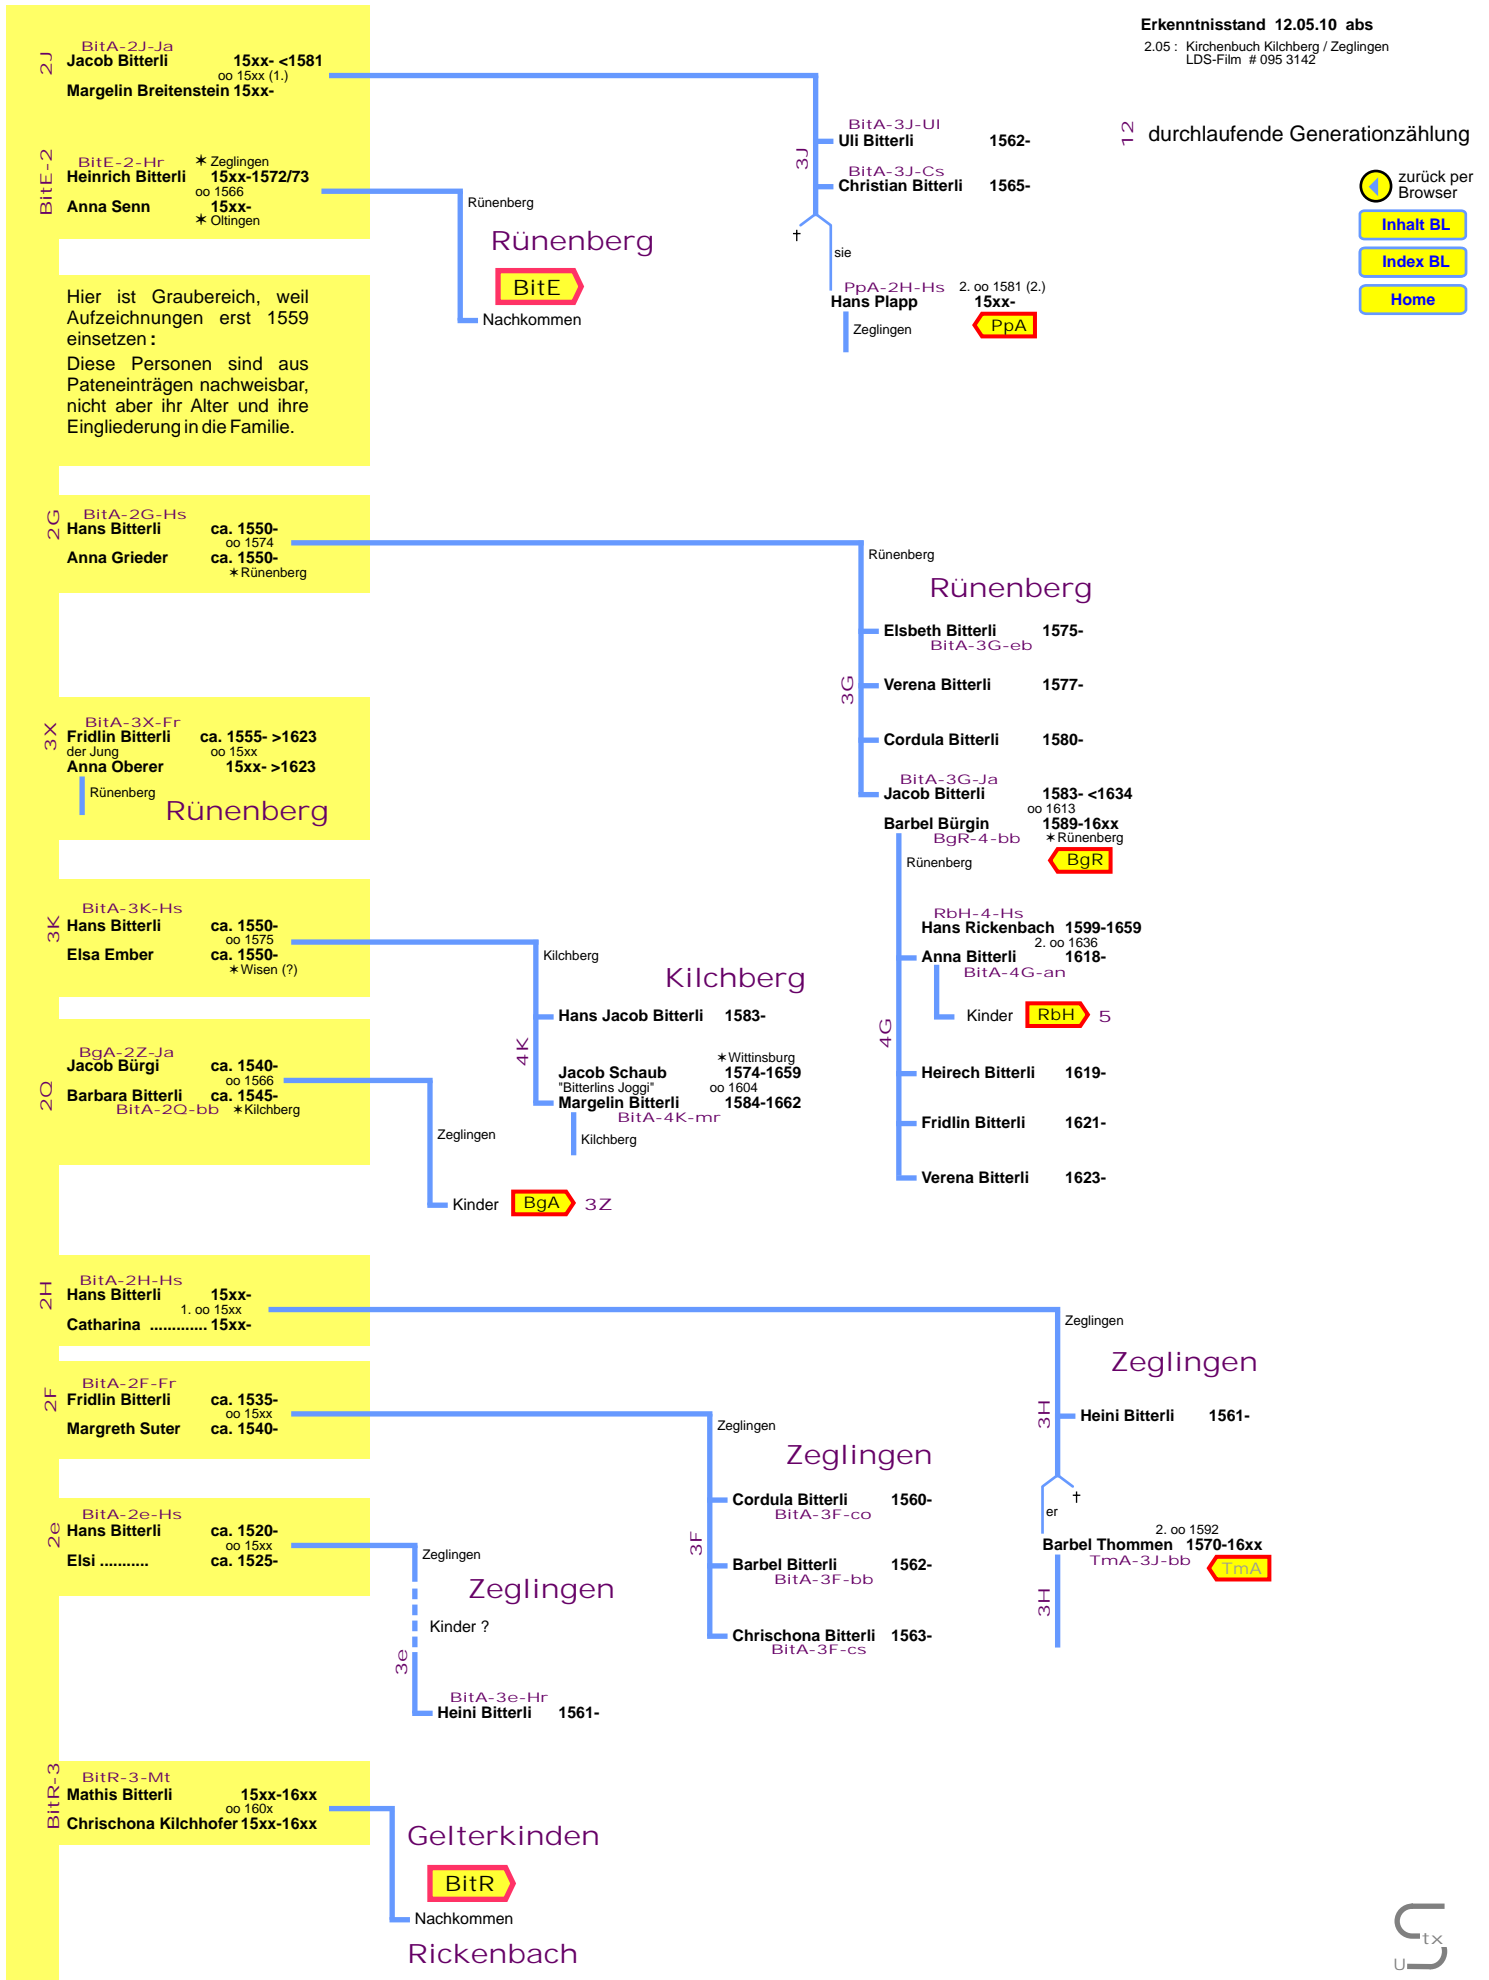 Erkenntnisstand 12.05.10 abs
2.05 : Kirchenbuch Kilchberg / Zeglingen
LDS-Film # 095 3142
12 durchlaufende Generationzählung
zurück per
Browser
Inhalt BL
Index BL
Home
2J
BitA-2J-Ja
Jacob Bitterli 15xx- <1581
oo 15xx (1.)
Margelin Breitenstein 15xx-
3J
BitA-3J-Ul
Uli Bitterli 1562-
BitA-3J-Cs
Christian Bitterli 1565-
†
sie
PpA-2H-Hs 2. oo 1581 (2.)
Hans Plapp 15xx-
Zeglingen PpA
BitE-2
BitE-2-Hr ✶ Zeglingen
Heinrich Bitterli 15xx-1572/73
oo 1566
Anna Senn 15xx-
✶ Oltingen
Rünenberg
Rünenberg
BitE
Nachkommen
Hier ist Graubereich, weil
Aufzeichnungen erst 1559
einsetzen :
Diese Personen sind aus
Pateneinträgen nachweisbar,
nicht aber ihr Alter und ihre
Eingliederung in die Familie.
2G
BitA-2G-Hs
Hans Bitterli ca. 1550-
oo 1574
Anna Grieder ca. 1550-
✶ Rünenberg
Rünenberg
Rünenberg
3G
Elsbeth Bitterli 1575-
BitA-3G-eb
Verena Bitterli 1577-
Cordula Bitterli 1580-
BitA-3G-Ja
Jacob Bitterli 1583- <1634
oo 1613
Barbel Bürgin 1589-16xx
BgR-4-bb ✶ Rünenberg
Rünenberg BgR
4G
RbH-4-Hs
Hans Rickenbach 1599-1659
2. oo 1636
Anna Bitterli 1618-
BitA-4G-an
Kinder RbH 5
Heirech Bitterli 1619-
Fridlin Bitterli 1621-
Verena Bitterli 1623-
3X
BitA-3X-Fr
Fridlin Bitterli ca. 1555- >1623
der Jung oo 15xx
Anna Oberer 15xx- >1623
Rünenberg
Rünenberg
3K
BitA-3K-Hs
Hans Bitterli ca. 1550-
oo 1575
Elsa Ember ca. 1550-
✶ Wisen (?)
Kilchberg
Kilchberg
4K
Hans Jacob Bitterli 1583-
✶ Wittinsburg
Jacob Schaub 1574-1659
"Bitterlins Joggi" oo 1604
Margelin Bitterli 1584-1662
BitA-4K-mr
Kilchberg
2Q
BgA-2Z-Ja
Jacob Bürgi ca. 1540-
oo 1566
Barbara Bitterli ca. 1545-
BitA-2Q-bb ✶ Kilchberg
Zeglingen
Kinder BgA 3Z
2H
BitA-2H-Hs
Hans Bitterli 15xx-
1. oo 15xx
Catharina ............. 15xx-
Zeglingen
Zeglingen
3H
Heini Bitterli 1561-
†
er
2. oo 1592
Barbel Thommen 1570-16xx
TmA-3J-bb TmA
3H
2F
BitA-2F-Fr
Fridlin Bitterli ca. 1535-
oo 15xx
Margreth Suter ca. 1540-
Zeglingen
Zeglingen
3F
Cordula Bitterli 1560-
BitA-3F-co
Barbel Bitterli 1562-
BitA-3F-bb
Chrischona Bitterli 1563-
BitA-3F-cs
2e
BitA-2e-Hs
Hans Bitterli ca. 1520-
oo 15xx
Elsi ........... ca. 1525-
Zeglingen
Zeglingen
Kinder ?
3e
BitA-3e-Hr
Heini Bitterli 1561-
BitR-3
BitR-3-Mt
Mathis Bitterli 15xx-16xx
oo 160x
Chrischona Kilchhofer 15xx-16xx
Gelterkinden
BitR
Nachkommen
Rickenbach
S tx
U